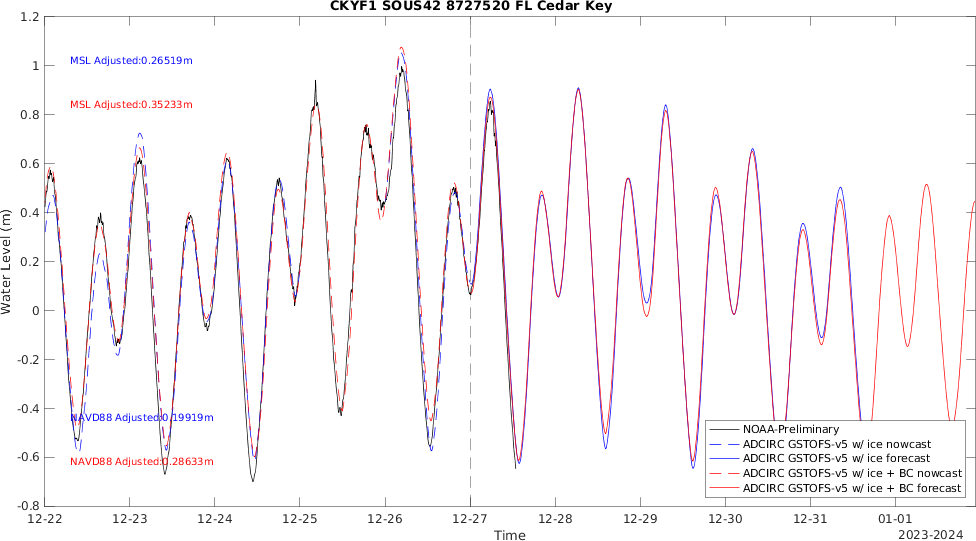 CKYF1 SOUS42 8727520 FL Cedar Key
1.2
1
0.8
0.6
0.4
0.2
0
-0.2
-0.4
-0.6
-0.8
Water Level (m)
MSL Adjusted:0.26519m
MSL Adjusted:0.35233m
NAVD88 Adjusted:0.19919m
NAVD88 Adjusted:0.28633m
NOAA-Preliminary
ADCIRC GSTOFS-v5 w/ ice nowcast
ADCIRC GSTOFS-v5 w/ ice forecast
ADCIRC GSTOFS-v5 w/ ice + BC nowcast
ADCIRC GSTOFS-v5 w/ ice + BC forecast
12-22 12-23 12-24 12-25 12-26 12-27 12-28 12-29 12-30 12-31 01-01
Time
2023-2024